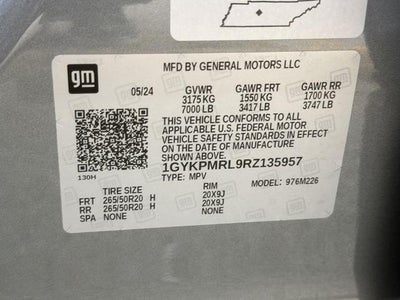 gm
MFD BY GENERAL MOTORS LLC
05/24 GVWR GAWR FRT GAWR RR
3175 KG 1550 KG 1700 KG
7000 LB 3417 LB 3747 LB
THIS VEHICLE CONFORMS TO ALL
APPLICABLE U.S. FEDERAL MOTOR
VEHICLE SAFETY STANDARDS IN EFFECT ON THE
DATE OF MANUFACTURE SHOWN ABOVE.
1GYKPMRL9RZ135957
130H TYPE: MPV MODEL: 976M226
TIRE SIZE RIM
FRT 265/50R20 H 20X9J
RR 265/50R20 H 20X9J
SPA NONE NONE